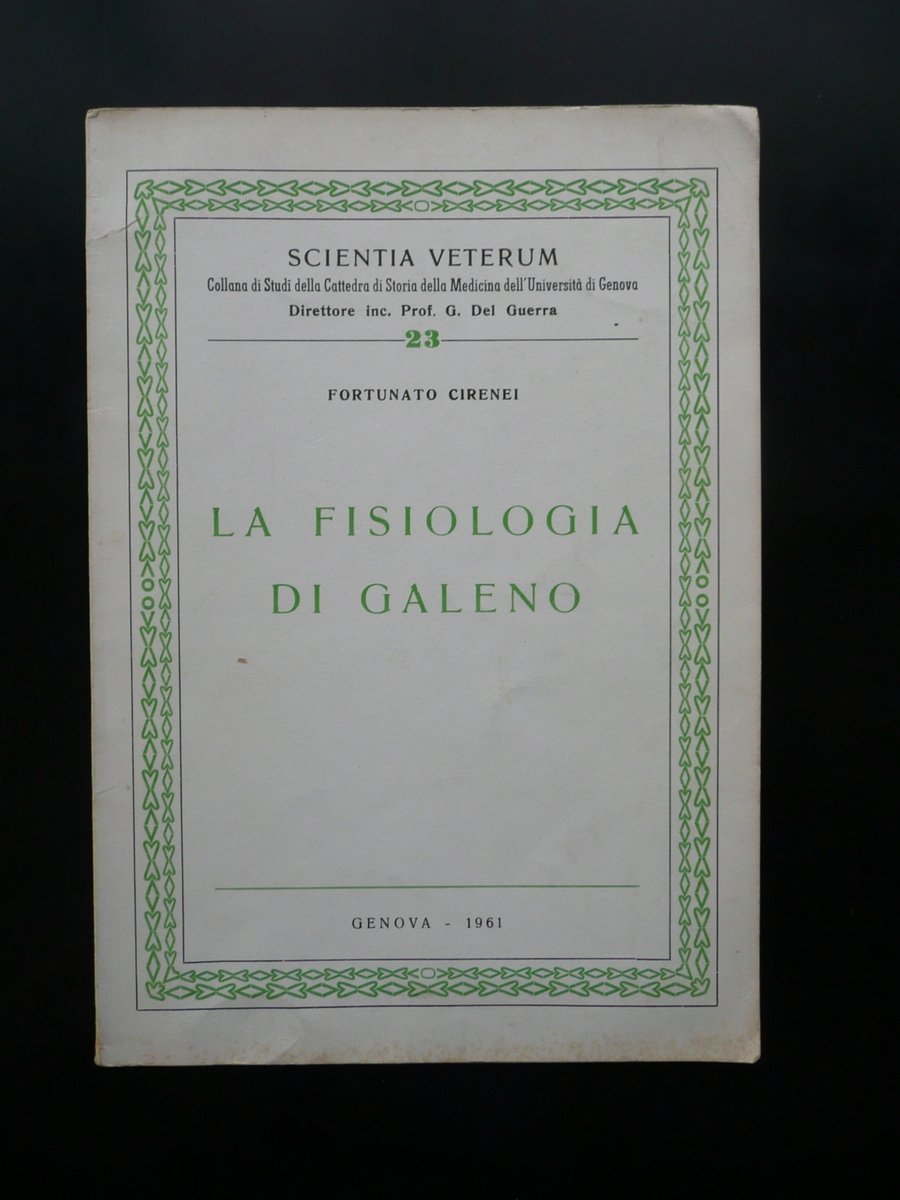 SCIENTIA VETERUM
Collana di Studi della Cattedra di Storia della Medicina dell'Università di Genova
Direttore inc. Prof. G. Del Guerra
23
FORTUNATO CIRENEI
LA FISIOLOGIA
DI GALENO
GENOVA - 1961